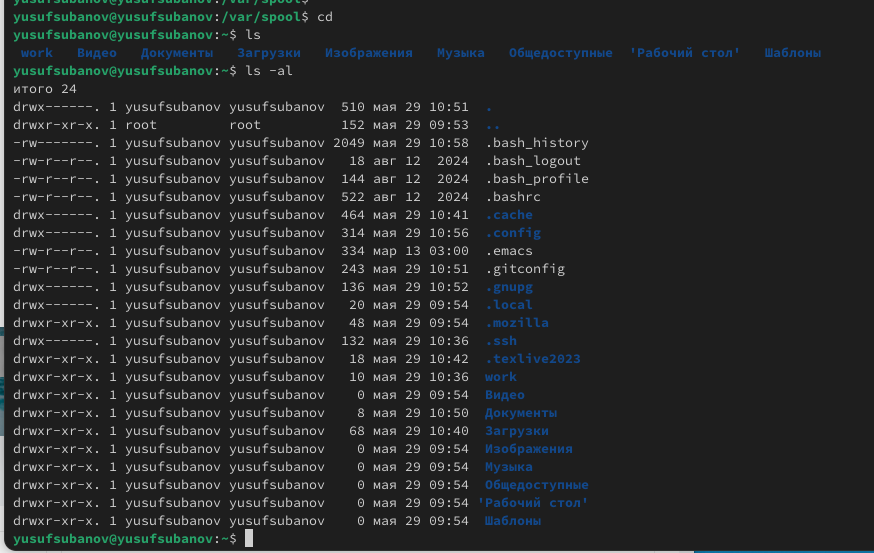 yusufsubanov@yusufsubanov:/var/spool$
yusufsubanov@yusufsubanov:/var/spool$ cd
yusufsubanov@yusufsubanov:~$ ls
work Видео Документы Загрузки Изображения Музыка Общедоступные 'Рабочий стол' Шаблоны
yusufsubanov@yusufsubanov:~$ ls -al
итого 24
drwx------. 1 yusufsubanov yusufsubanov 510 мая 29 10:51 .
drwxr-xr-x. 1 root root 152 мая 29 09:53 ..
-rw-------. 1 yusufsubanov yusufsubanov 2049 мая 29 10:58 .bash_history
-rw-r--r--. 1 yusufsubanov yusufsubanov 18 авг 12 2024 .bash_logout
-rw-r--r--. 1 yusufsubanov yusufsubanov 144 авг 12 2024 .bash_profile
-rw-r--r--. 1 yusufsubanov yusufsubanov 522 авг 12 2024 .bashrc
drwx------. 1 yusufsubanov yusufsubanov 464 мая 29 10:41 .cache
drwx------. 1 yusufsubanov yusufsubanov 314 мая 29 10:56 .config
-rw-r--r--. 1 yusufsubanov yusufsubanov 334 мар 13 03:00 .emacs
-rw-r--r--. 1 yusufsubanov yusufsubanov 243 мая 29 10:51 .gitconfig
drwx------. 1 yusufsubanov yusufsubanov 136 мая 29 10:52 .gnupg
drwx------. 1 yusufsubanov yusufsubanov 20 мая 29 09:54 .local
drwxr-xr-x. 1 yusufsubanov yusufsubanov 48 мая 29 09:54 .mozilla
drwx------. 1 yusufsubanov yusufsubanov 132 мая 29 10:36 .ssh
drwxr-xr-x. 1 yusufsubanov yusufsubanov 18 мая 29 10:42 .texlive2023
drwxr-xr-x. 1 yusufsubanov yusufsubanov 10 мая 29 10:36 work
drwxr-xr-x. 1 yusufsubanov yusufsubanov 0 мая 29 09:54 Видео
drwxr-xr-x. 1 yusufsubanov yusufsubanov 8 мая 29 10:50 Документы
drwxr-xr-x. 1 yusufsubanov yusufsubanov 68 мая 29 10:40 Загрузки
drwxr-xr-x. 1 yusufsubanov yusufsubanov 0 мая 29 09:54 Изображения
drwxr-xr-x. 1 yusufsubanov yusufsubanov 0 мая 29 09:54 Музыка
drwxr-xr-x. 1 yusufsubanov yusufsubanov 0 мая 29 09:54 Общедоступные
drwxr-xr-x. 1 yusufsubanov yusufsubanov 0 мая 29 09:54 'Рабочий стол'
drwxr-xr-x. 1 yusufsubanov yusufsubanov 0 мая 29 09:54 Шаблоны
yusufsubanov@yusufsubanov:~$